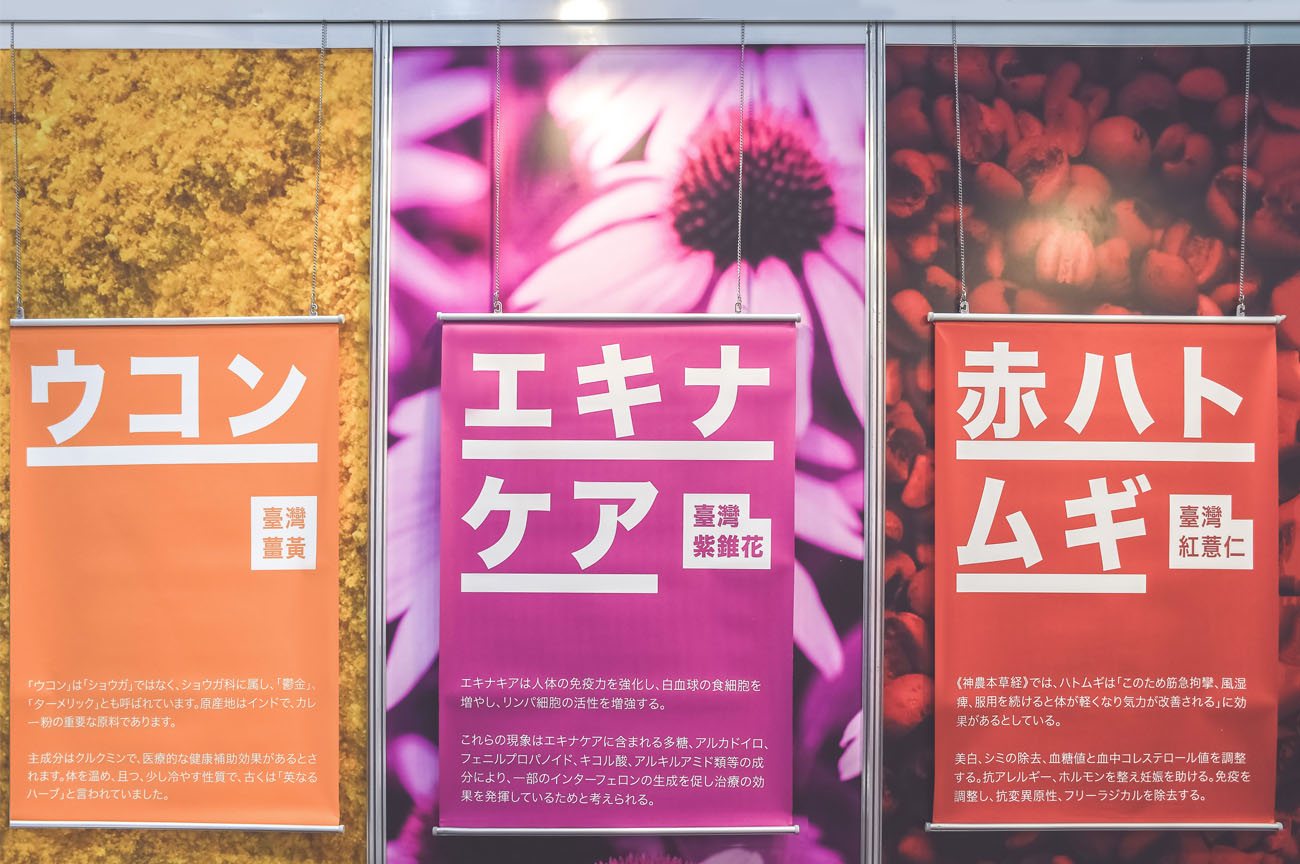 ウコン
臺灣
薑黃
「ウコン」は「ショウガ」ではなく、ショウガ科に属し、「鬱金」、
「ターメリック」とも呼ばれています。原産地はインドで、カレ
ー粉の重要な原料であります。
主成分はクルクミンで、医療的な健康補助効果があるとさ
れます。体を温め、且つ、少し冷やす性質で、古くは「英なる
ハーブ」と言われていました。
エキナ
ケア
臺灣
紫錐花
エキナキアは人体の免疫力を強化し、白血球の食細胞を
増やし、リンパ細胞の活性を増強する。
これらの現象はエキナケアに含まれる多糖、アルカドイロ、
フェニルプロパノイド、キコル酸、アルキルアミド類等の成
分により、一部のインターフェロンの生成を促し治療の効
果を発揮しているためと考えられる。
赤ハト
ムギ
臺灣
紅薏仁
《神農本草経》では、ハトムギは「このため筋急拘攣、風湿
痺、服用を続けると体が軽くなり気力が改善される」に効
果があるとしている。
美白、シミの除去、血糖値と血中コレステロール値を調整
する。抗アレルギー、ホルモンを整え妊娠を助ける。免疫を
調整し、抗変異原性、フリーラジカルを除去する。